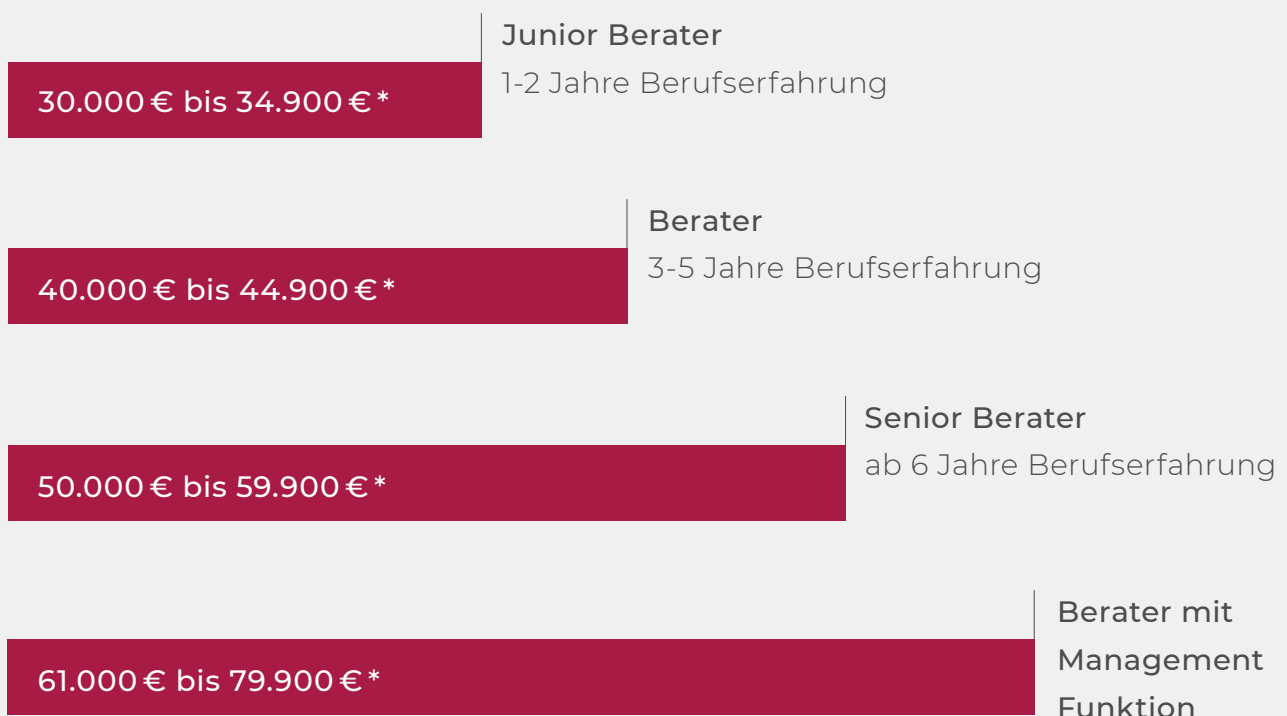 Junior Berater
1-2 Jahre Berufserfahrung
30.000 € bis 34.900 € *
Berater
3-5 Jahre Berufserfahrung
40.000 € bis 44.900 € *
Senior Berater
ab 6 Jahre Berufserfahrung
50.000 € bis 59.900 € *
Berater mit
Management
Funktion
61.000 € bis 79.900 € *